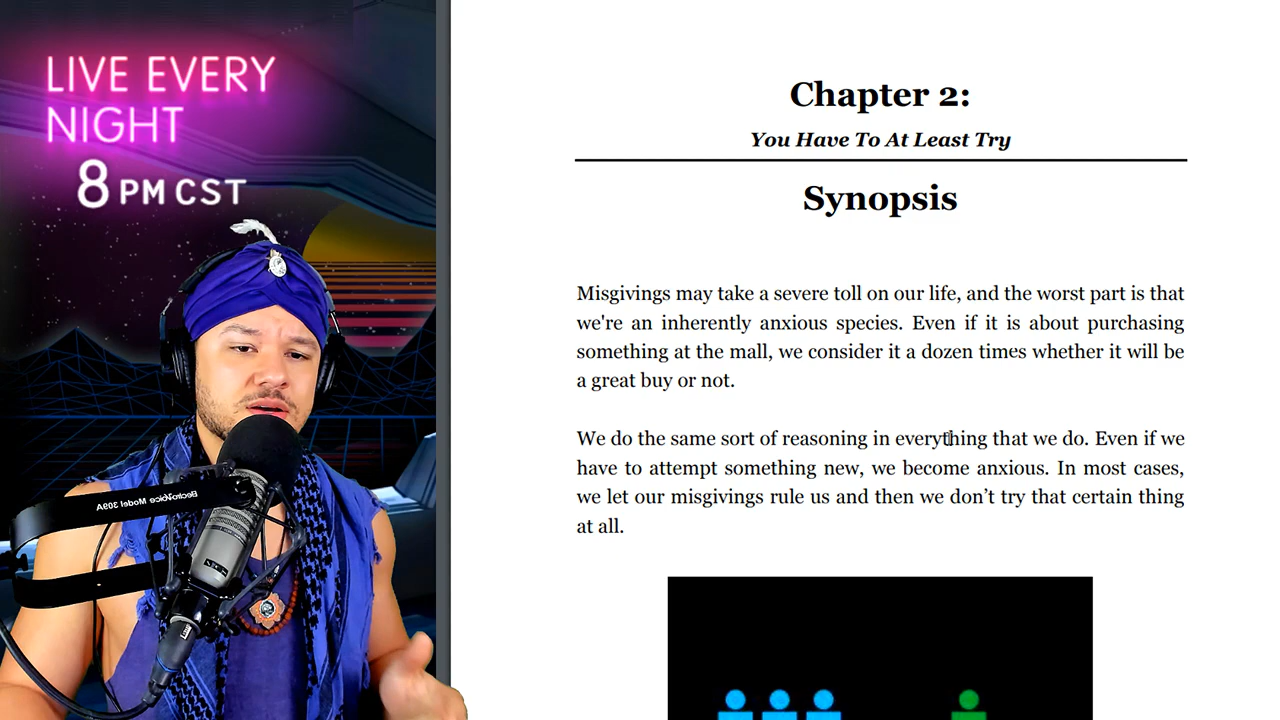 LIVE EVERY
NIGHT
8 PM CST
Chapter 2:
You Have To At Least Try
Synopsis
Misgivings may take a severe toll on our life, and the worst part is that
we're an inherently anxious species. Even if it is about purchasing
something at the mall, we consider it a dozen times whether it will be
a great buy or not.
We do the same sort of reasoning in everything that we do. Even if we
have to attempt something new, we become anxious. In most cases,
we let our misgivings rule us and then we don’t try that certain thing
at all.
ElectroVoice Model 309A